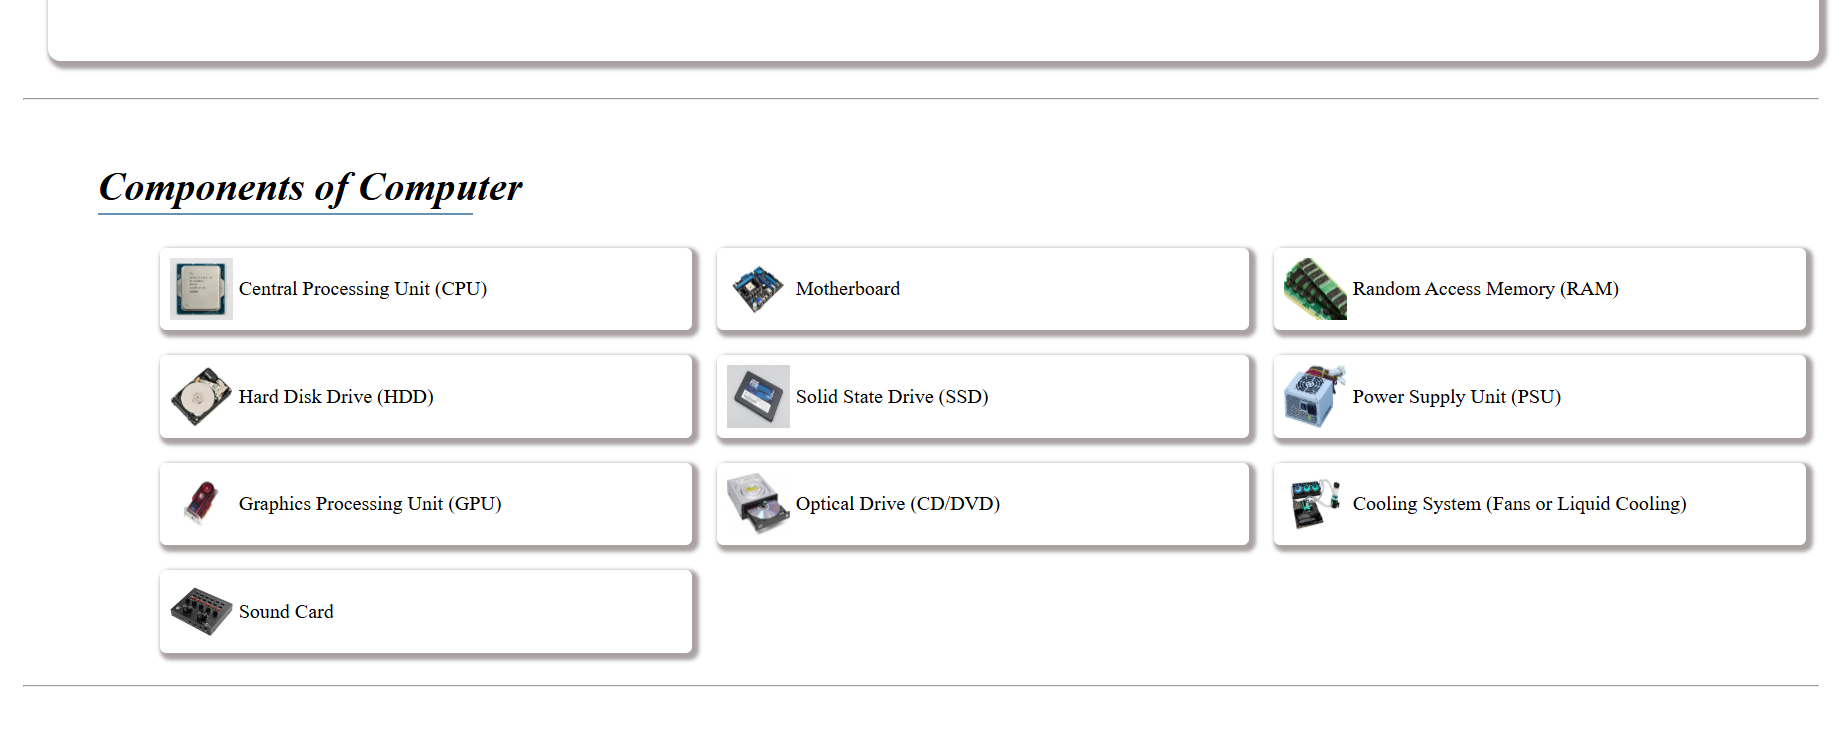 Components of Computer
Central Processing Unit (CPU)
Motherboard
Random Access Memory (RAM)
Hard Disk Drive (HDD)
Solid State Drive (SSD)
Power Supply Unit (PSU)
Graphics Processing Unit (GPU)
Optical Drive (CD/DVD)
Cooling System (Fans or Liquid Cooling)
Sound Card